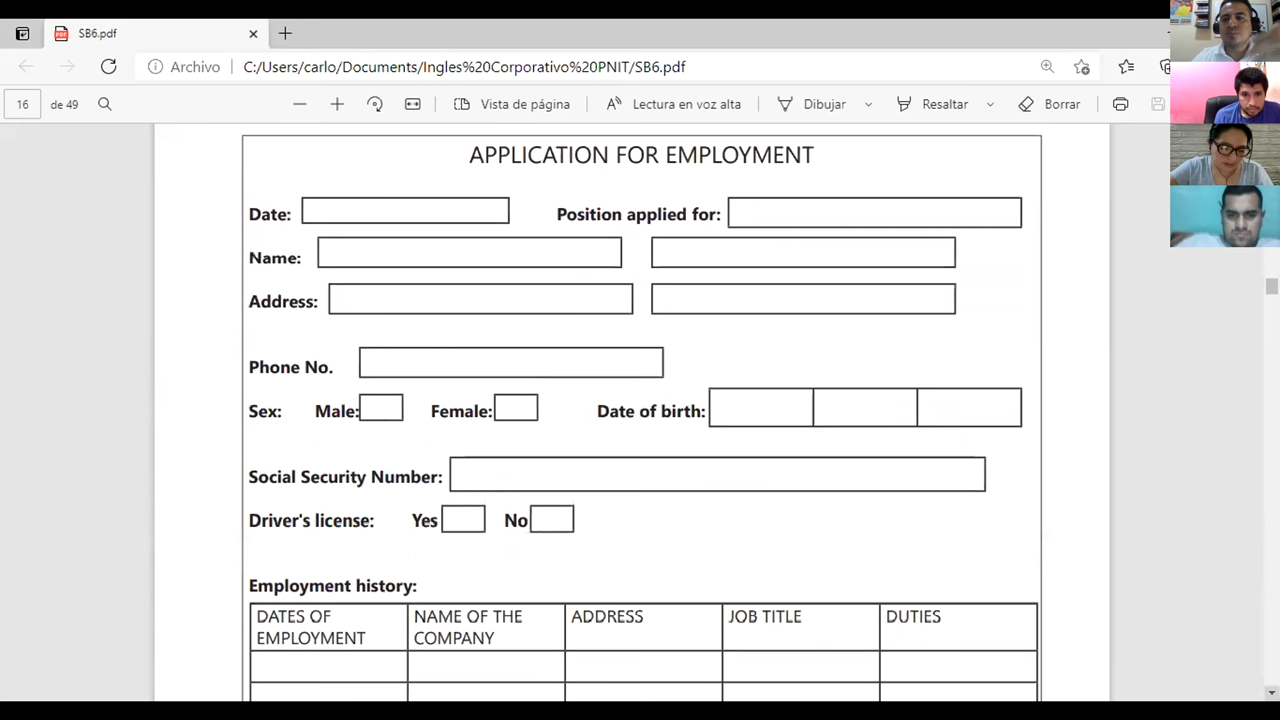 SB6.pdf
Archivo C:/Users/carlo/Documents/Ingles%20Corporativo%20PNIT/SB6.pdf
16 de 49 Vista de página Lectura en voz alta Dibujar Resaltar Borrar
APPLICATION FOR EMPLOYMENT
Date: Position applied for:
Name:
Address:
Phone No.
Sex: Male: Female: Date of birth:
Social Security Number:
Driver's license: Yes No
Employment history:
DATES OF EMPLOYMENT NAME OF THE COMPANY ADDRESS JOB TITLE DUTIES